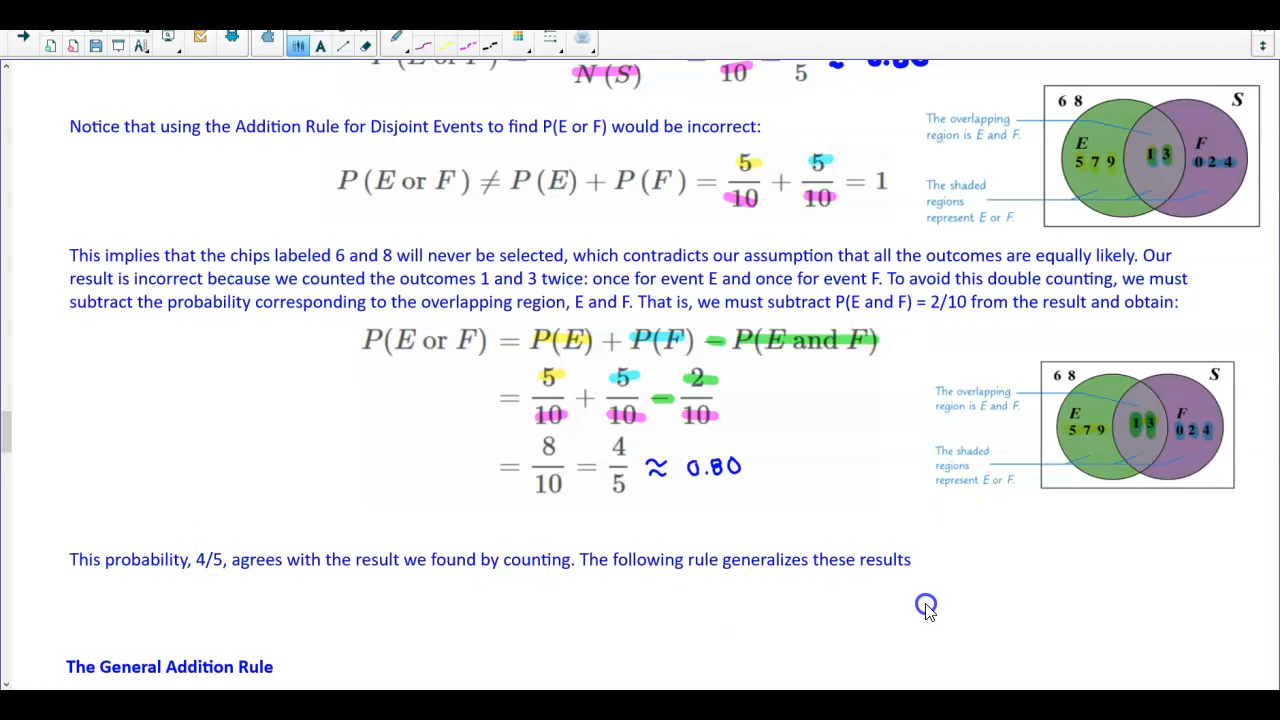 N (S) 10 5
Notice that using the Addition Rule for Disjoint Events to find P(E or F) would be incorrect:
P (E or F ) ≠ P (E) + P (F ) = 5/10 + 5/10 = 1
6 8 S
The overlapping
region is E and F.
E F
5 7 9 1 3 0 2 4
The shaded
regions
represent E or F.
This implies that the chips labeled 6 and 8 will never be selected, which contradicts our assumption that all the outcomes are equally likely. Our
result is incorrect because we counted the outcomes 1 and 3 twice: once for event E and once for event F. To avoid this double counting, we must
subtract the probability corresponding to the overlapping region, E and F. That is, we must subtract P(E and F) = 2/10 from the result and obtain:
P(E or F) = P(E) + P(F) − P(E and F)
= 5/10 + 5/10 − 2/10
= 8/10 = 4/5 ≈ 0.80
6 8 S
The overlapping
region is E and F.
E F
5 7 9 1 3 0 2 4
The shaded
regions
represent E or F.
This probability, 4/5, agrees with the result we found by counting. The following rule generalizes these results
The General Addition Rule